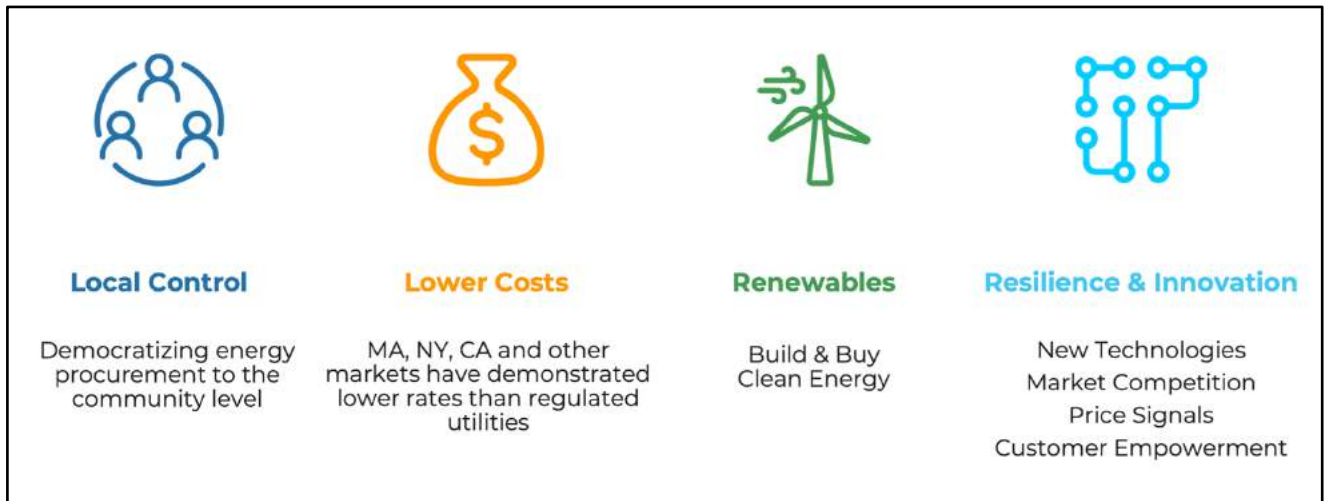 $
Local Control
Democratizing energy
procurement to the
community level
Lower Costs
MA, NY, CA and other
markets have demonstrated
lower rates than regulated
utilities
Renewables
Build & Buy
Clean Energy
Resilience & Innovation
New Technologies
Market Competition
Price Signals
Customer Empowerment